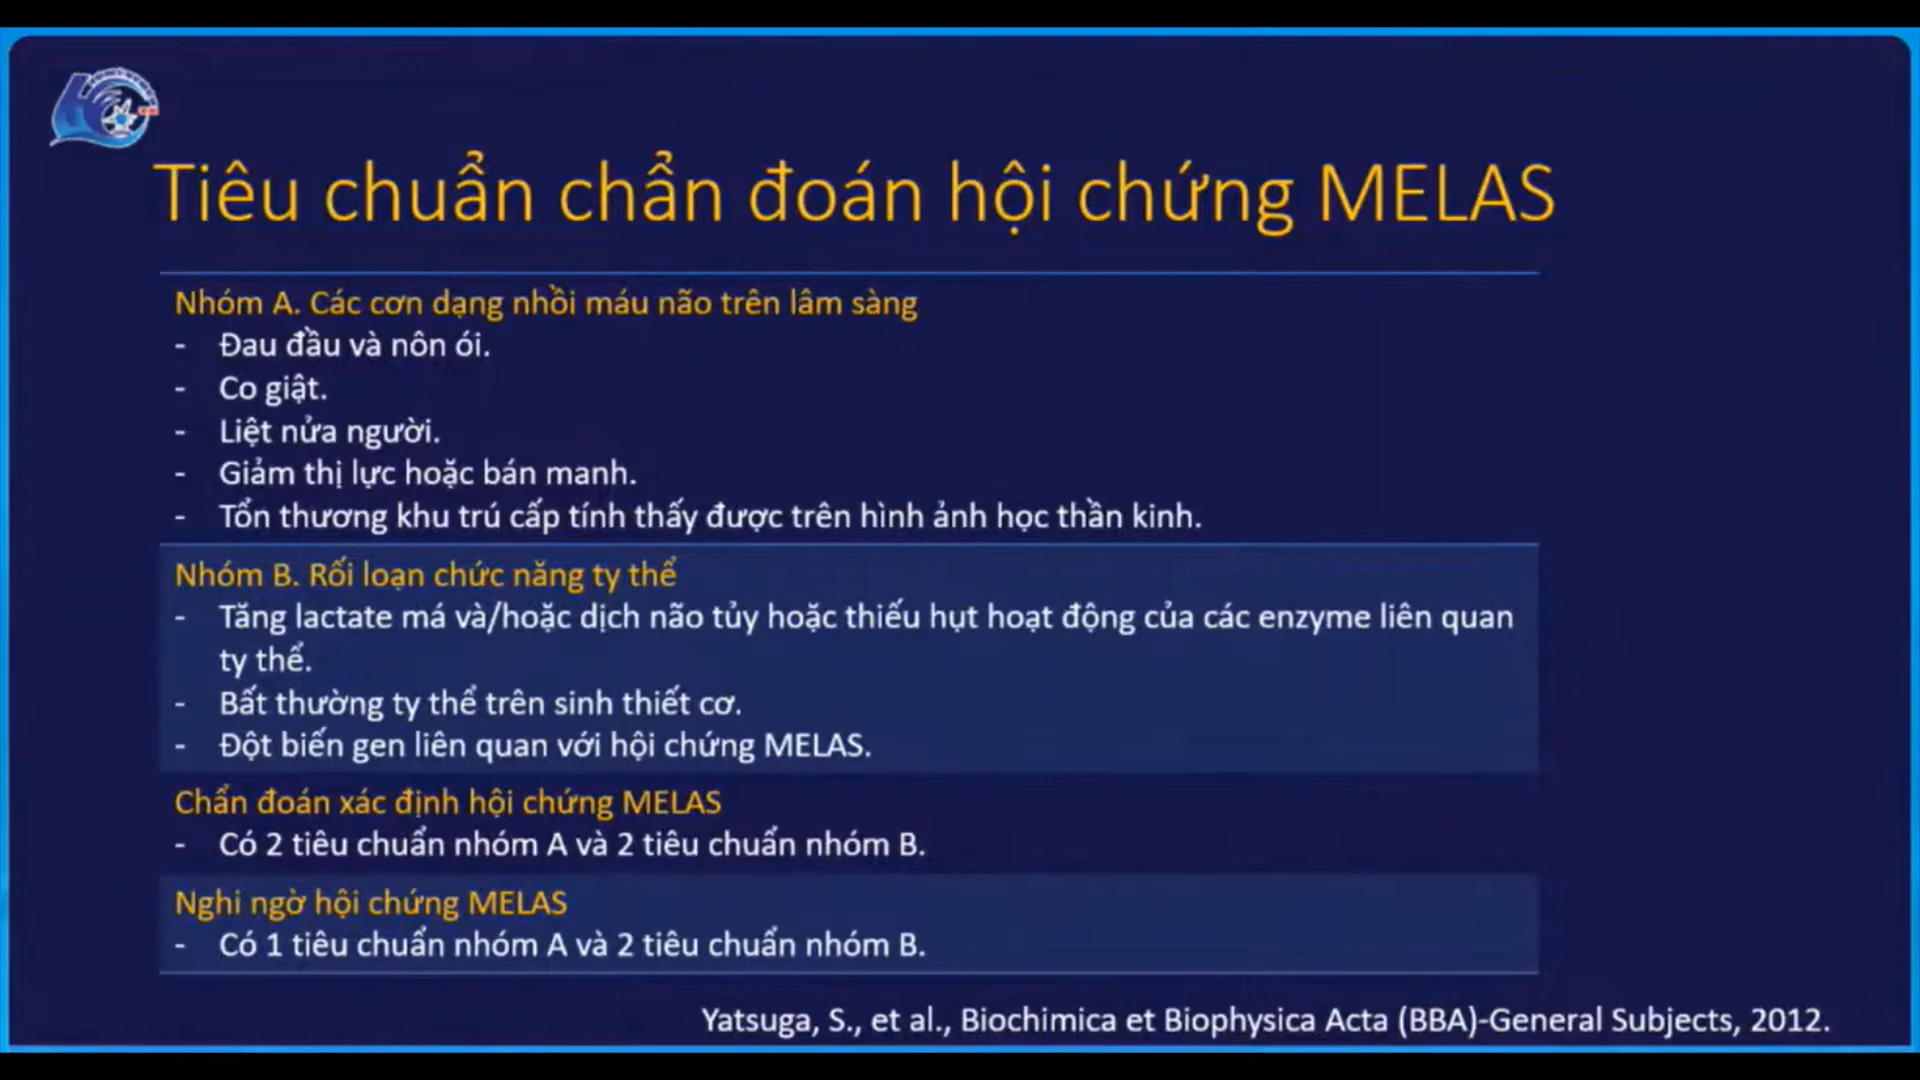 Tiêu chuẩn chẩn đoán hội chứng MELAS
Nhóm A. Các cơn dạng nhồi máu não trên lâm sàng
- Đau đầu và nôn ói.
- Co giật.
- Liệt nửa người.
- Giảm thị lực hoặc bán manh.
- Tổn thương khu trú cấp tính thấy được trên hình ảnh học thần kinh.
Nhóm B. Rối loạn chức năng ty thể
- Tăng lactate má và/hoặc dịch não tủy hoặc thiếu hụt hoạt động của các enzyme liên quan
ty thể.
- Bất thường ty thể trên sinh thiết cơ.
- Đột biến gen liên quan với hội chứng MELAS.
Chẩn đoán xác định hội chứng MELAS
- Có 2 tiêu chuẩn nhóm A và 2 tiêu chuẩn nhóm B.
Nghi ngờ hội chứng MELAS
- Có 1 tiêu chuẩn nhóm A và 2 tiêu chuẩn nhóm B.
Yatsuga, S., et al., Biochimica et Biophysica Acta (BBA)-General Subjects, 2012.